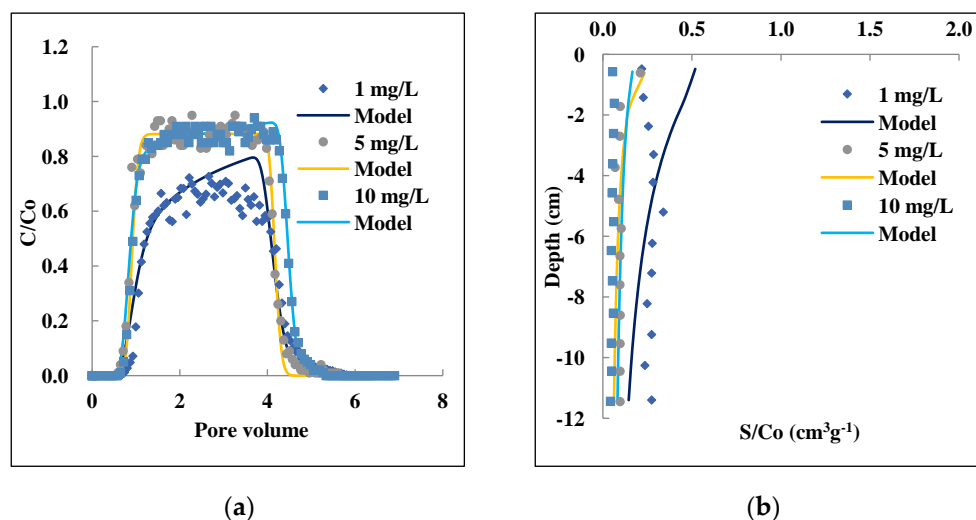 1.2
1.0
0.8
0.6
0.4
0.2
0.0
C/Co
1 mg/L
Model
5 mg/L
Model
10 mg/L
Model
0 2 4 6 8
Pore volume
(a)
0.0 0.5 1.0 1.5 2.0
0
-2
-4
-6
-8
-10
-12
Depth (cm)
1 mg/L
Model
5 mg/L
Model
10 mg/L
Model
S/Co (cm³g⁻¹)
(b)